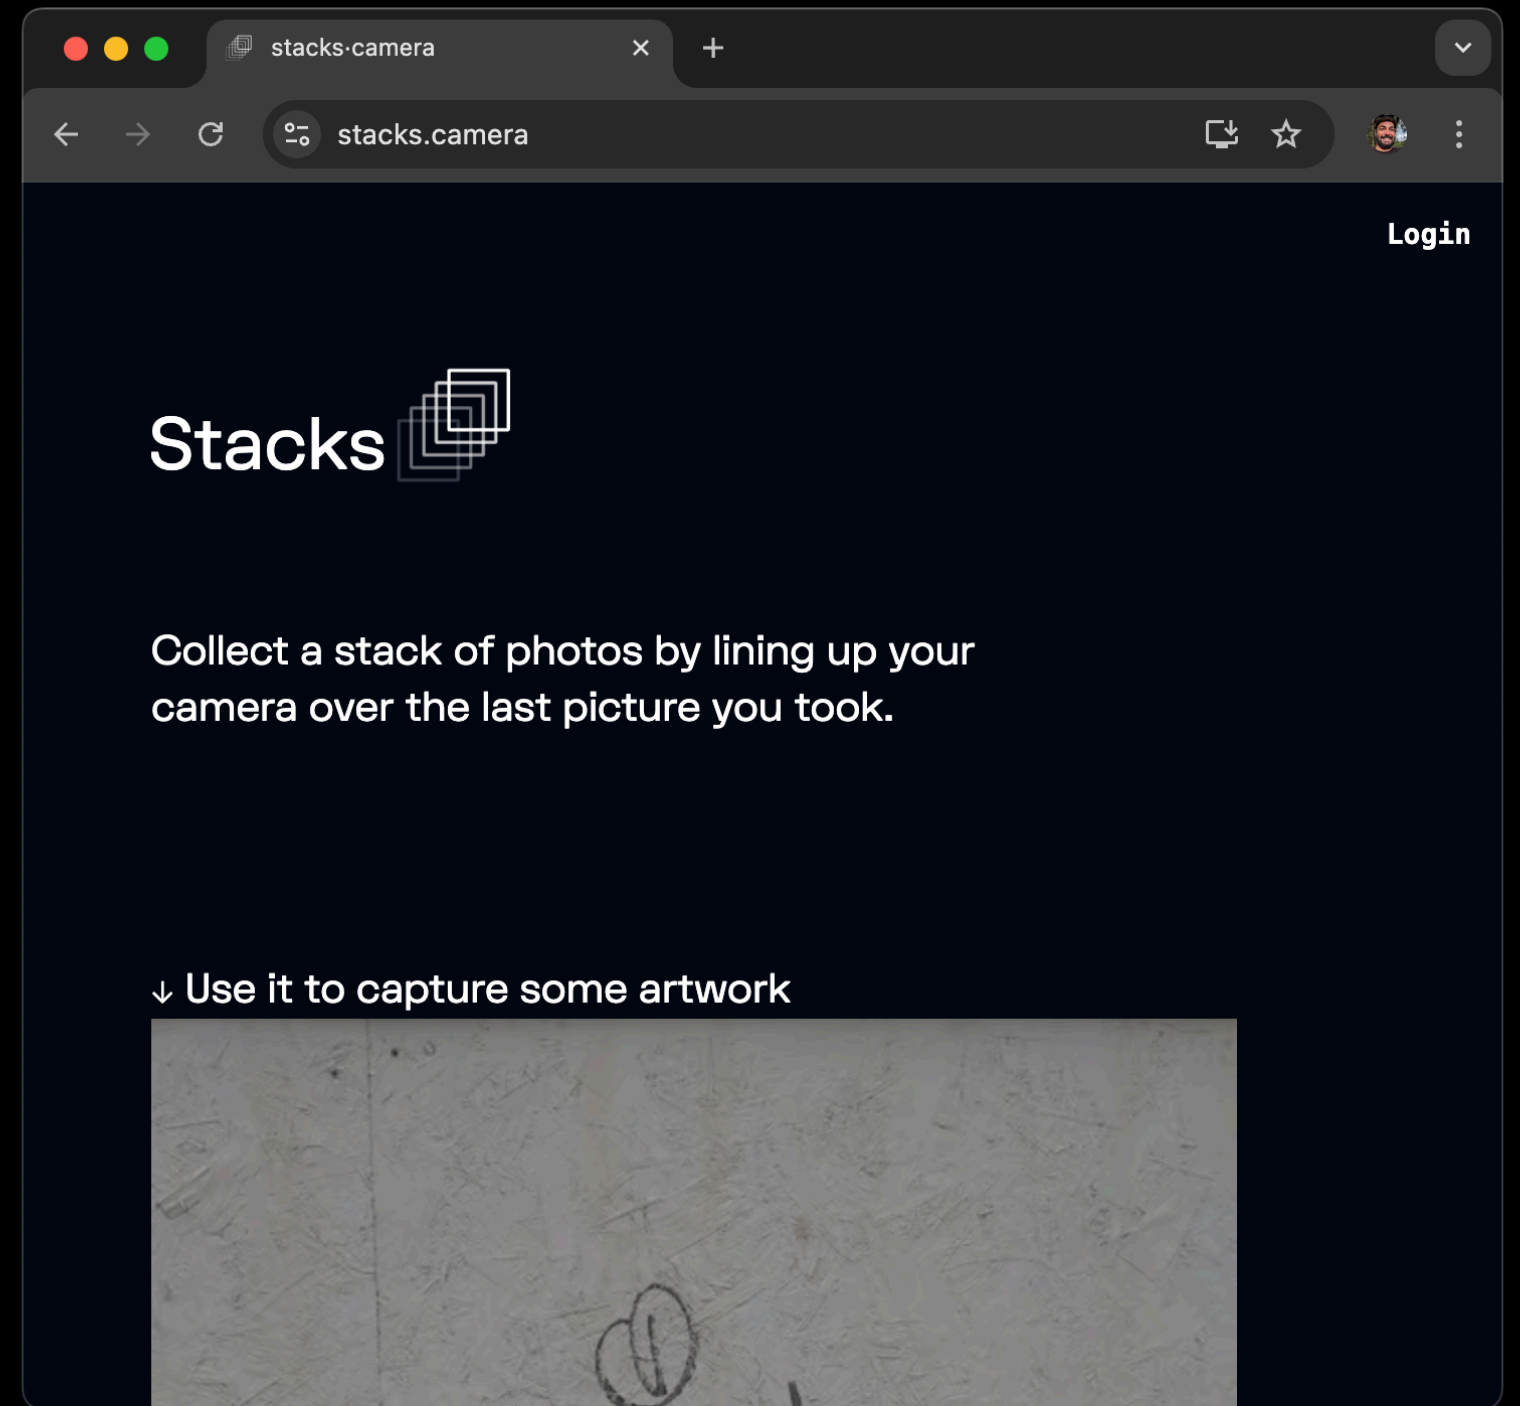 stacks·camera
stacks.camera
Login
Stacks
Collect a stack of photos by lining up your
camera over the last picture you took.
↓ Use it to capture some artwork